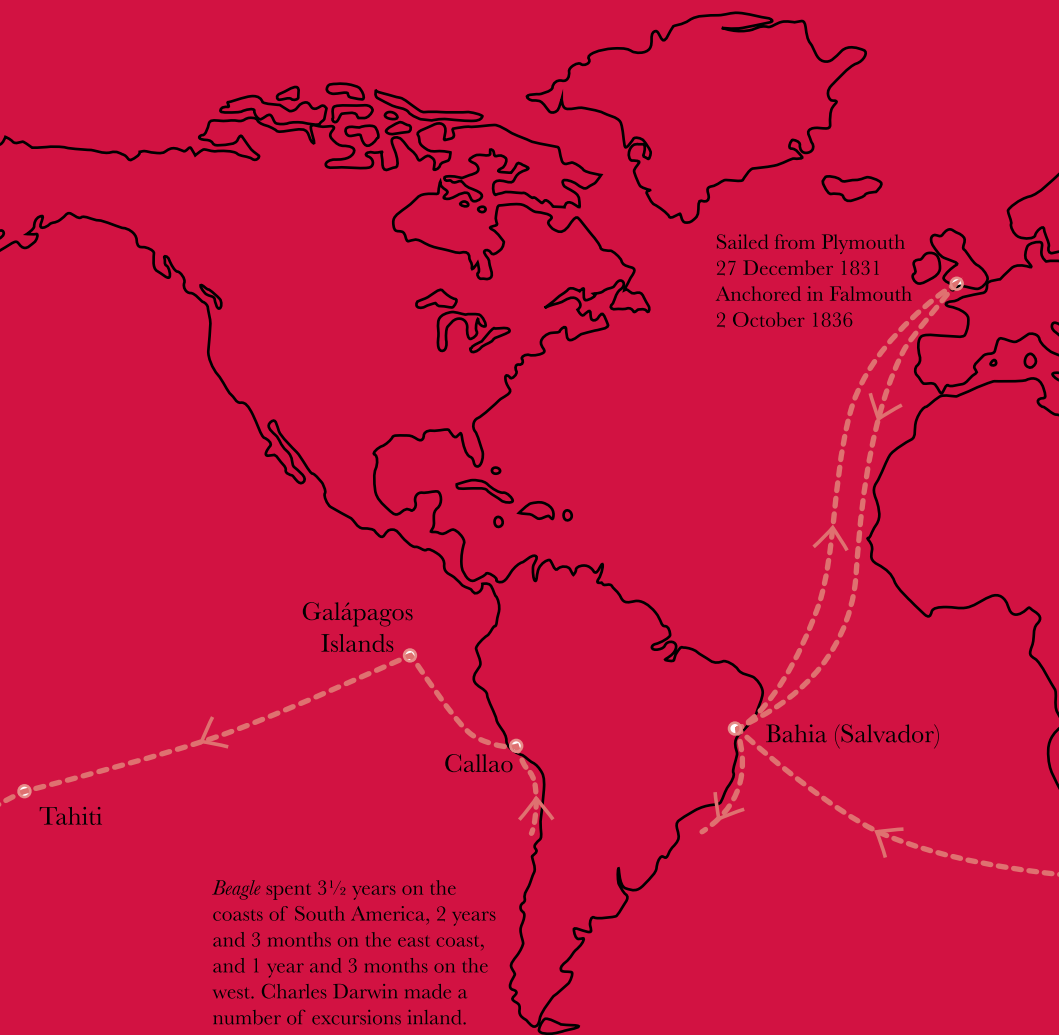 Sailed from Plymouth
27 December 1831
Anchored in Falmouth
2 October 1836
Galápagos
Islands
Bahia (Salvador)
Callao
Tahiti
Beagle spent 3½ years on the
coasts of South America, 2 years
and 3 months on the east coast,
and 1 year and 3 months on the
west. Charles Darwin made a
number of excursions inland.